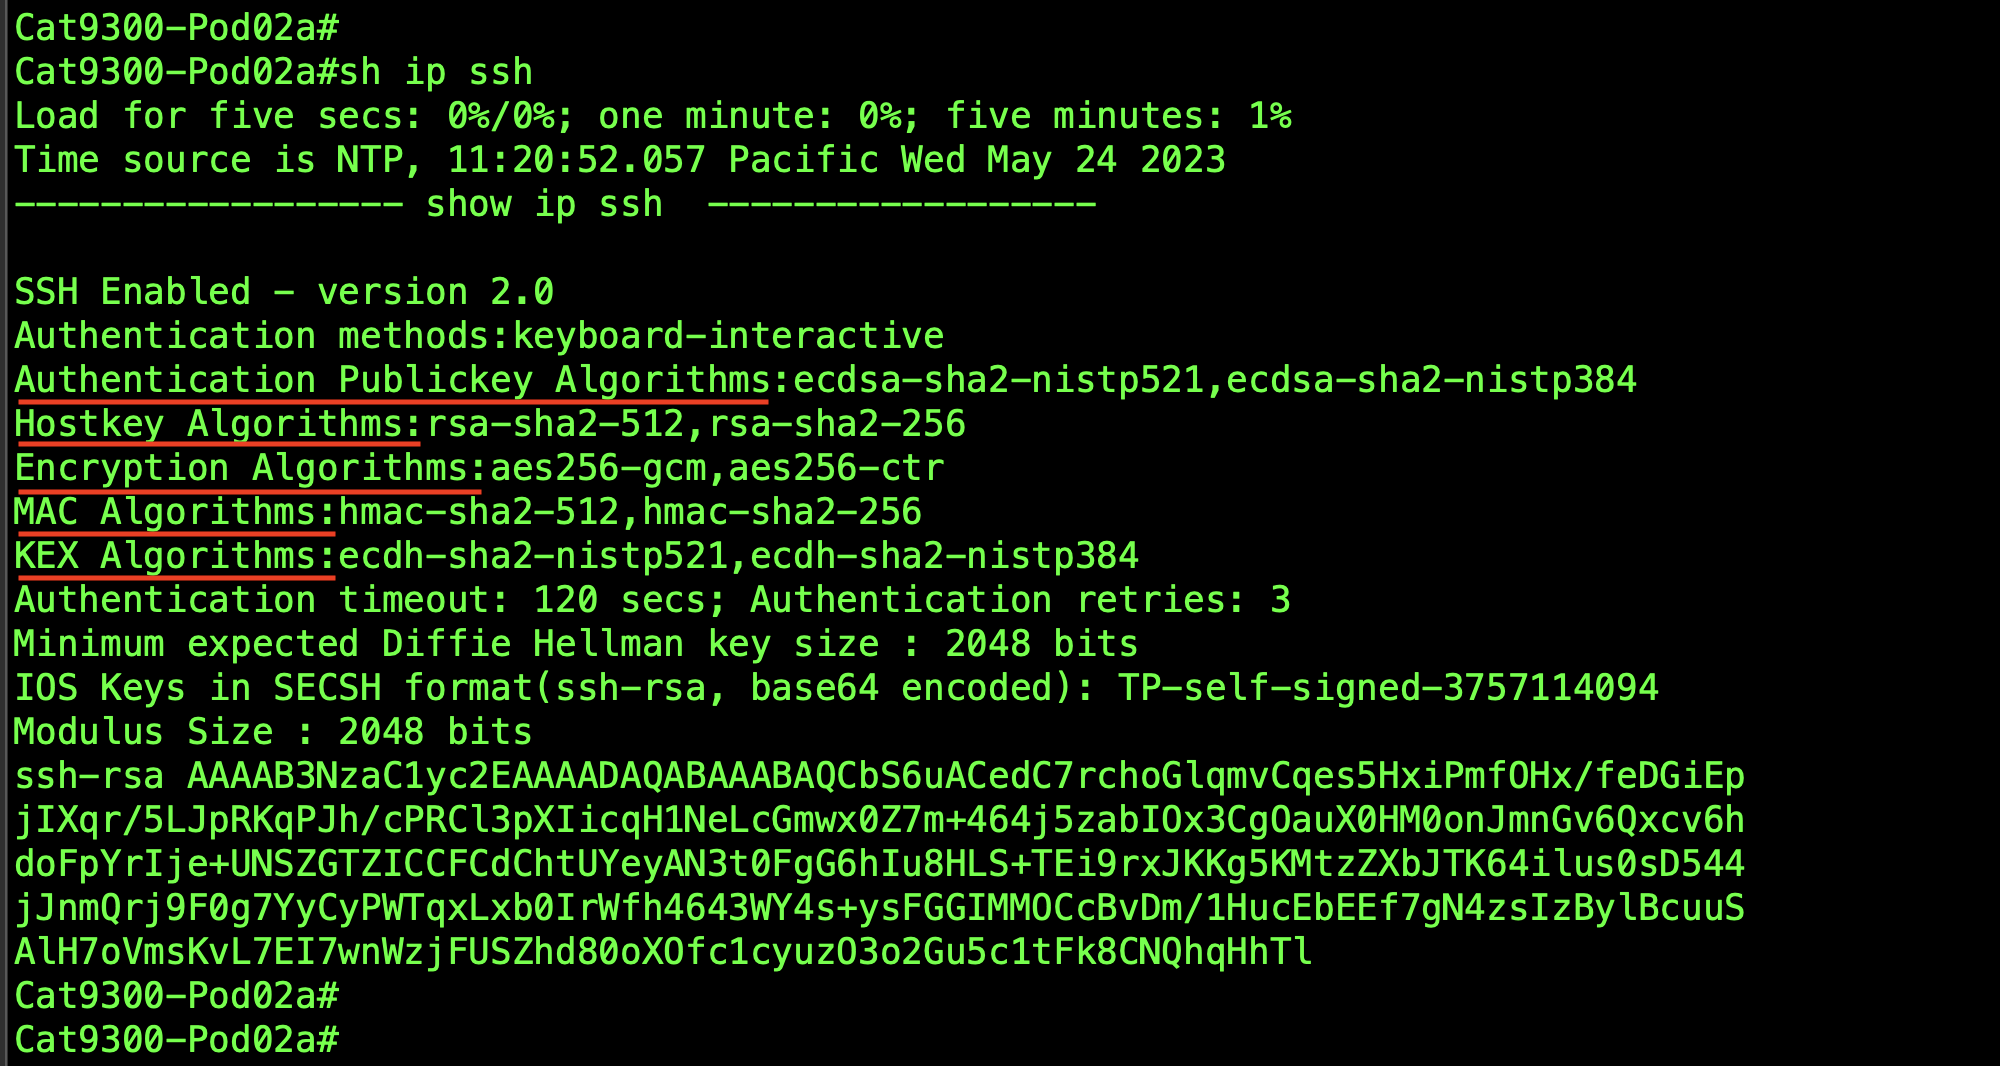 Cat9300-Pod02a#
Cat9300-Pod02a#sh ip ssh
Load for five secs: 0%/0%; one minute: 0%; five minutes: 1%
Time source is NTP, 11:20:52.057 Pacific Wed May 24 2023
------------------ show ip ssh  ------------------
SSH Enabled - version 2.0
Authentication methods:keyboard-interactive
Authentication Publickey Algorithms:ecdsa-sha2-nistp521,ecdsa-sha2-nistp384
Hostkey Algorithms:rsa-sha2-512,rsa-sha2-256
Encryption Algorithms:aes256-gcm,aes256-ctr
MAC Algorithms:hmac-sha2-512,hmac-sha2-256
KEX Algorithms:ecdh-sha2-nistp521,ecdh-sha2-nistp384
Authentication timeout: 120 secs; Authentication retries: 3
Minimum expected Diffie Hellman key size : 2048 bits
IOS Keys in SECSH format(ssh-rsa, base64 encoded): TP-self-signed-3757114094
Modulus Size : 2048 bits
ssh-rsa AAAAB3NzaC1yc2EAAAADAQABAAABAQCbS6uACedC7rchoGlqmvCqes5HxiPmfOHx/feDGiEp
jIXqr/5LJpRKqPJh/cPRCl3pXIicqH1NeLcGmwx0Z7m+464j5zabIOx3CgOauX0HM0onJmnGv6Qxcv6h
doFpYrIje+UNSZGTZICCFCdChtUYeyAN3t0FgG6hIu8HLS+TEi9rxJKKg5KMtzZXbJTK64ilus0sD544
jJnmQrj9F0g7YyCyPWTqxLxb0IrWfh4643WY4s+ysFGGIMMOCcBvDm/1HucEbEEf7gN4zsIzBylBcuuS
AlH7oVmsKvL7EI7wnWzjFUSZhd80oXOfc1cyuzO3o2Gu5c1tFk8CNQhqHhTl
Cat9300-Pod02a#
Cat9300-Pod02a#